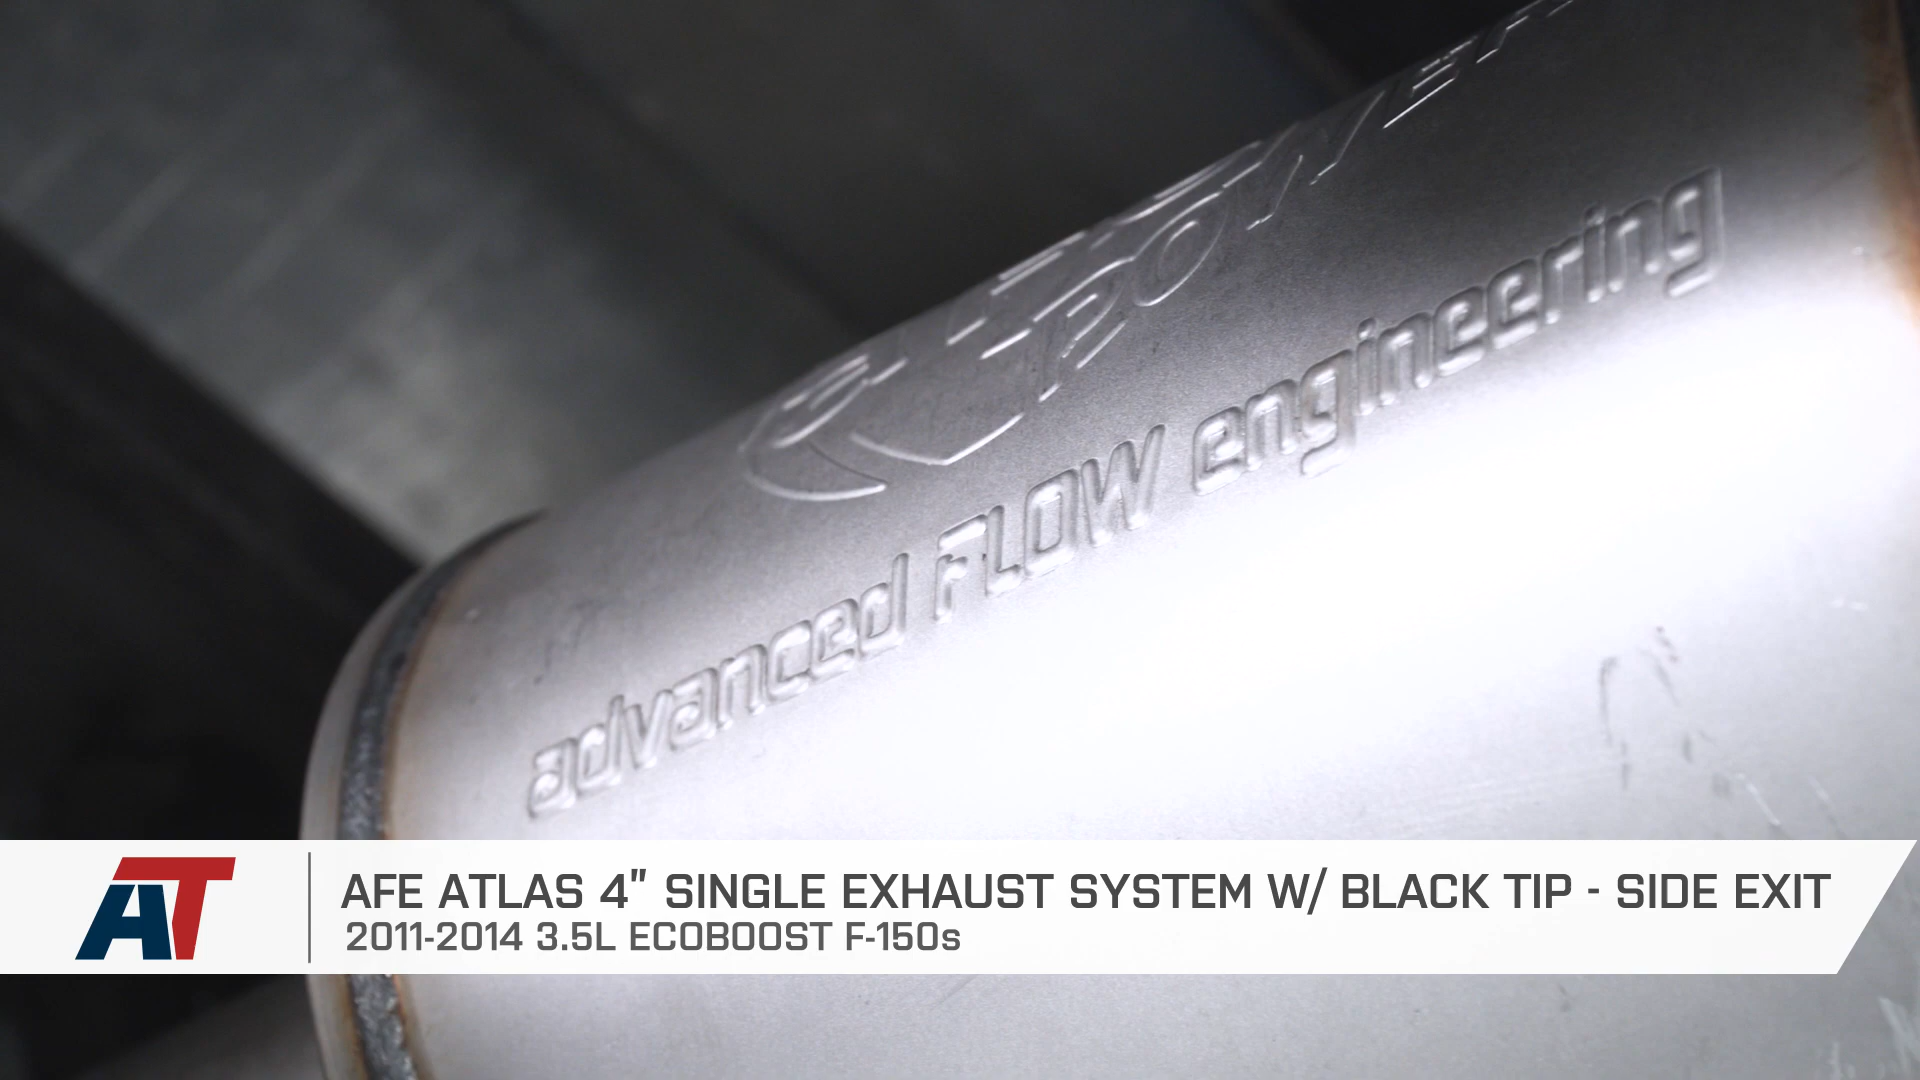 POWER
advanced FLOW engineering
AT
AFE ATLAS 4" SINGLE EXHAUST SYSTEM W/ BLACK TIP - SIDE EXIT
2011-2014 3.5L ECOBOOST F-150s